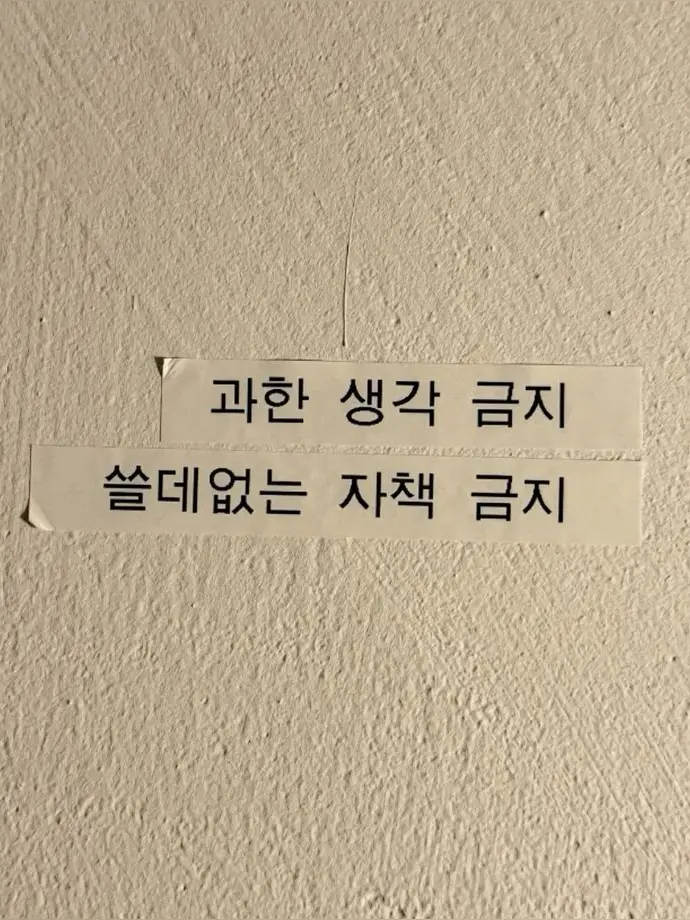 과한 생각 금지
쓸데없는 자책 금지